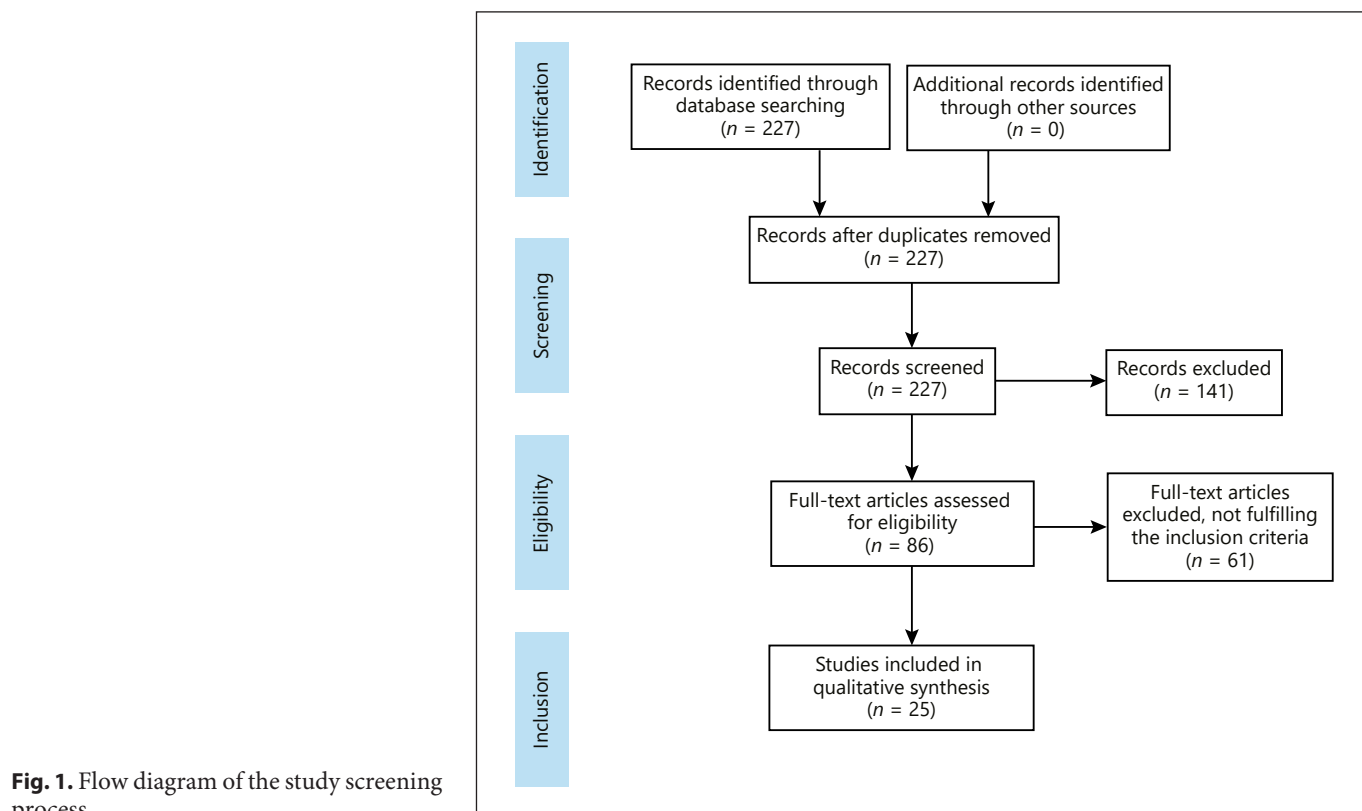 Identification
Records identified through
database searching
(n = 227)
Additional records identified
through other sources
(n = 0)
Screening
Records after duplicates removed
(n = 227)
Records screened
(n = 227)
Records excluded
(n = 141)
Eligibility
Full-text articles assessed
for eligibility
(n = 86)
Full-text articles
excluded, not fulfilling
the inclusion criteria
(n = 61)
Inclusion
Studies included in
qualitative synthesis
(n = 25)
Fig. 1. Flow diagram of the study screening
process